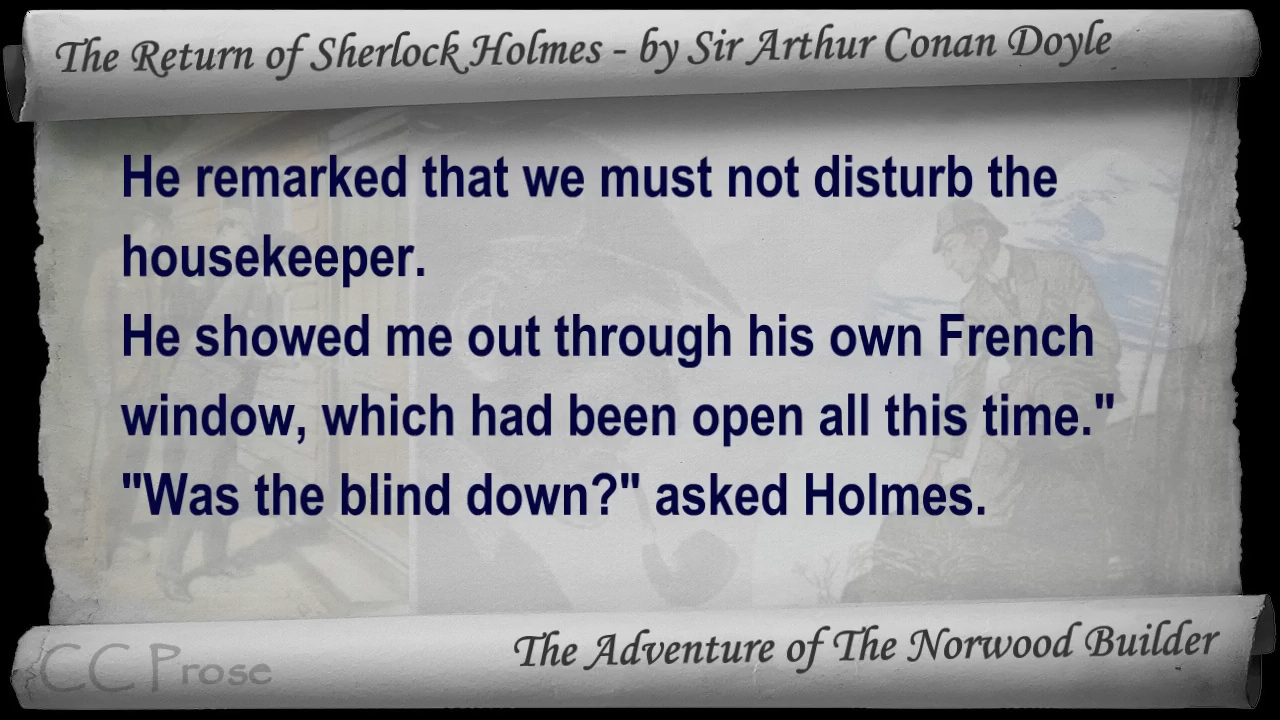 The Return of Sherlock Holmes - by Sir Arthur Conan Doyle
He remarked that we must not disturb the
housekeeper.
He showed me out through his own French
window, which had been open all this time."
"Was the blind down?" asked Holmes.
The Adventure of The Norwood Builder
CC Prose